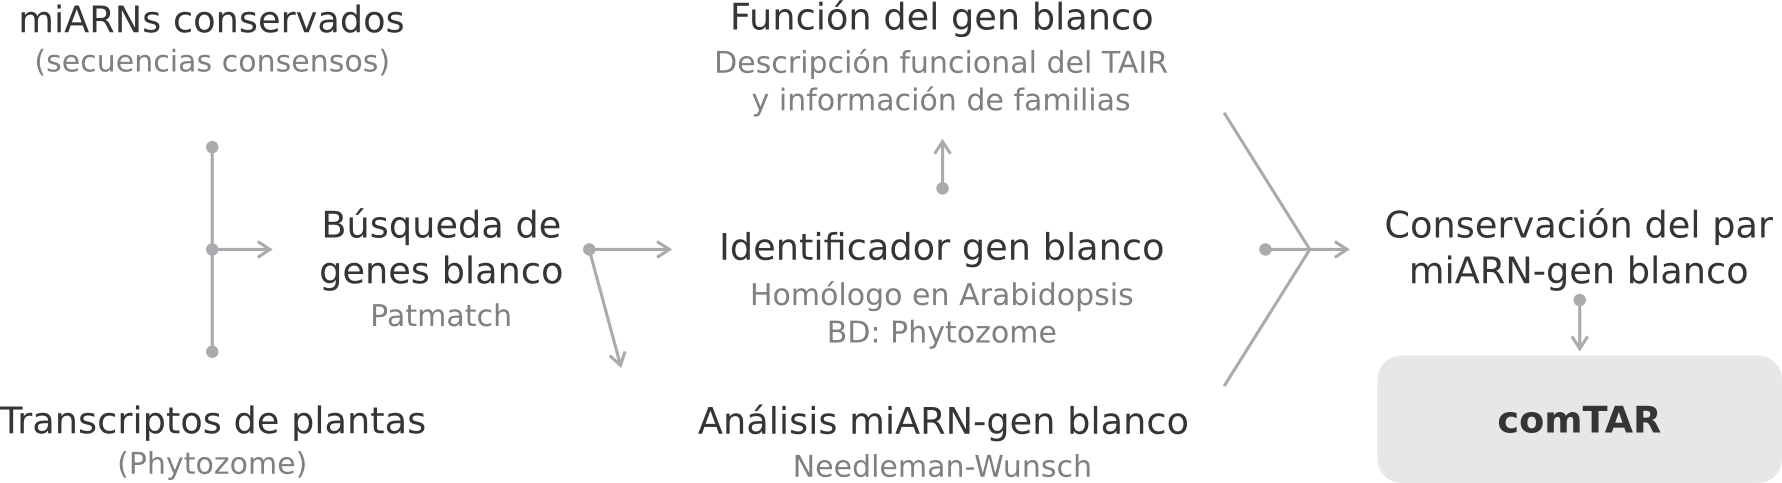 miARNs conservados
(secuencias consensos)
Transcriptos de plantas
(Phytozome)
Búsqueda de
genes blanco
Patmatch
Función del gen blanco
Descripción funcional del TAIR
y información de familias
Identificador gen blanco
Homólogo en Arabidopsis
BD: Phytozome
Análisis miARN-gen blanco
Needleman-Wunsch
Conservación del par
miARN-gen blanco
comTAR